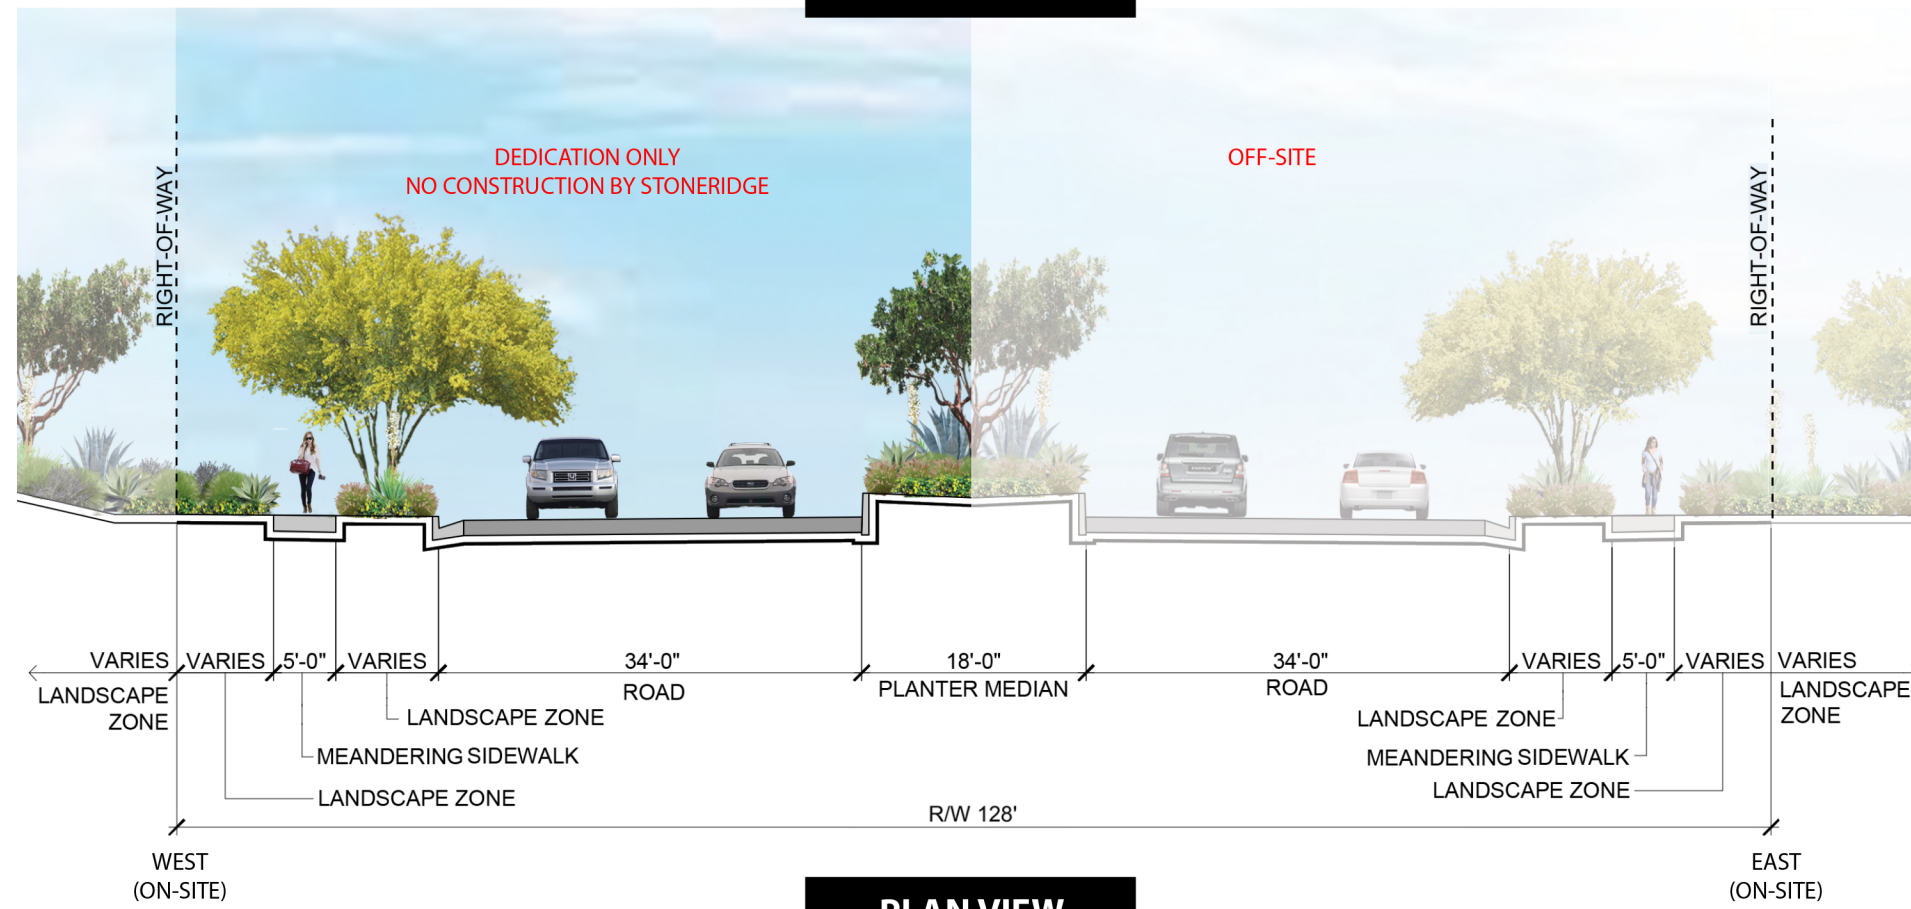 DEDICATION ONLY
NO CONSTRUCTION BY STONERIDGE
OFF-SITE
RIGHT-OF-WAY
RIGHT-OF-WAY
VARIES
VARIES
5'-0"
VARIES
34'-0"
18'-0"
34'-0"
VARIES
5'-0"
VARIES
VARIES
LANDSCAPE
ZONE
ROAD
PLANTER MEDIAN
ROAD
LANDSCAPE
ZONE
LANDSCAPE ZONE
LANDSCAPE ZONE
MEANDERING SIDEWALK
MEANDERING SIDEWALK
LANDSCAPE ZONE
LANDSCAPE ZONE
R/W 128'
WEST
(ON-SITE)
EAST
(ON-SITE)
PLAN VIEW